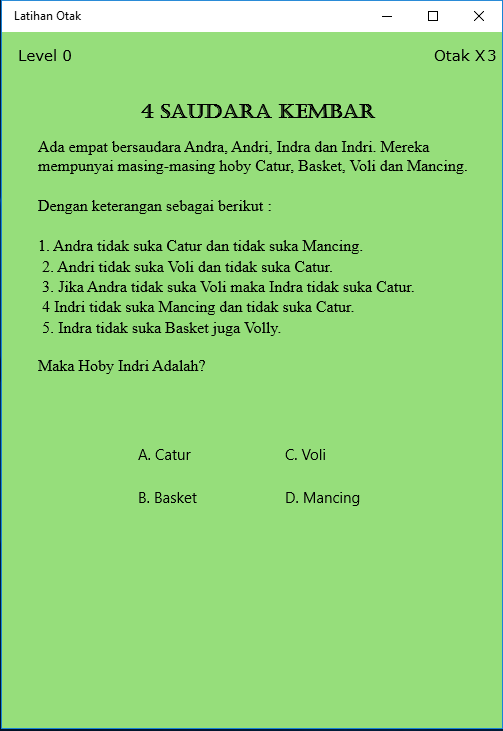 Latihan Otak
Level 0
Otak X3
4 SAUDARA KEMBAR
Ada empat bersaudara Andra, Andri, Indra dan Indri. Mereka
mempunyai masing-masing hoby Catur, Basket, Voli dan Mancing.
Dengan keterangan sebagai berikut :
1. Andra tidak suka Catur dan tidak suka Mancing.
2. Andri tidak suka Voli dan tidak suka Catur.
3. Jika Andra tidak suka Voli maka Indra tidak suka Catur.
4 Indri tidak suka Mancing dan tidak suka Catur.
5. Indra tidak suka Basket juga Volly.
Maka Hoby Indri Adalah?
A. Catur
C. Voli
B. Basket
D. Mancing